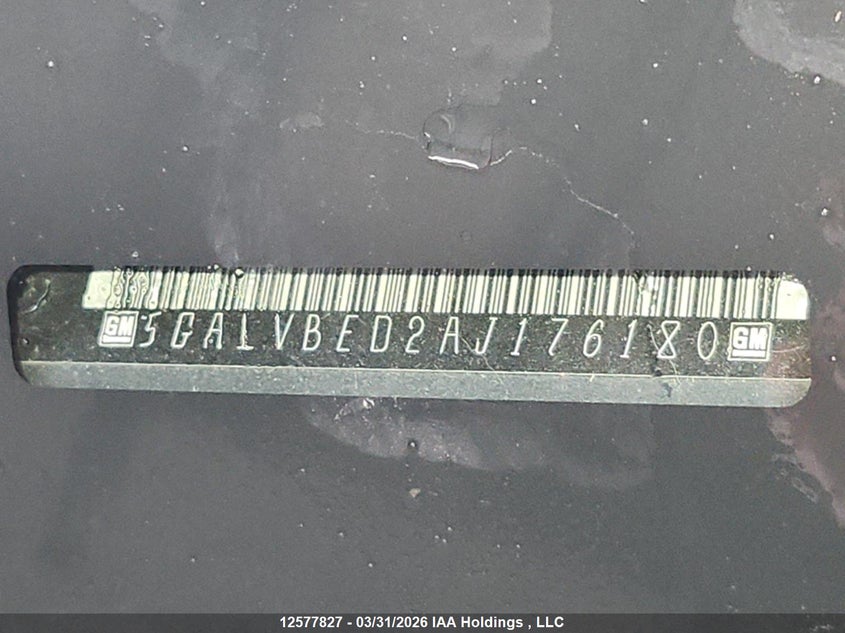 GM 5GALVBED2AJ176180 GM
12577827 - 03/31/2026 IAA Holdings , LLC